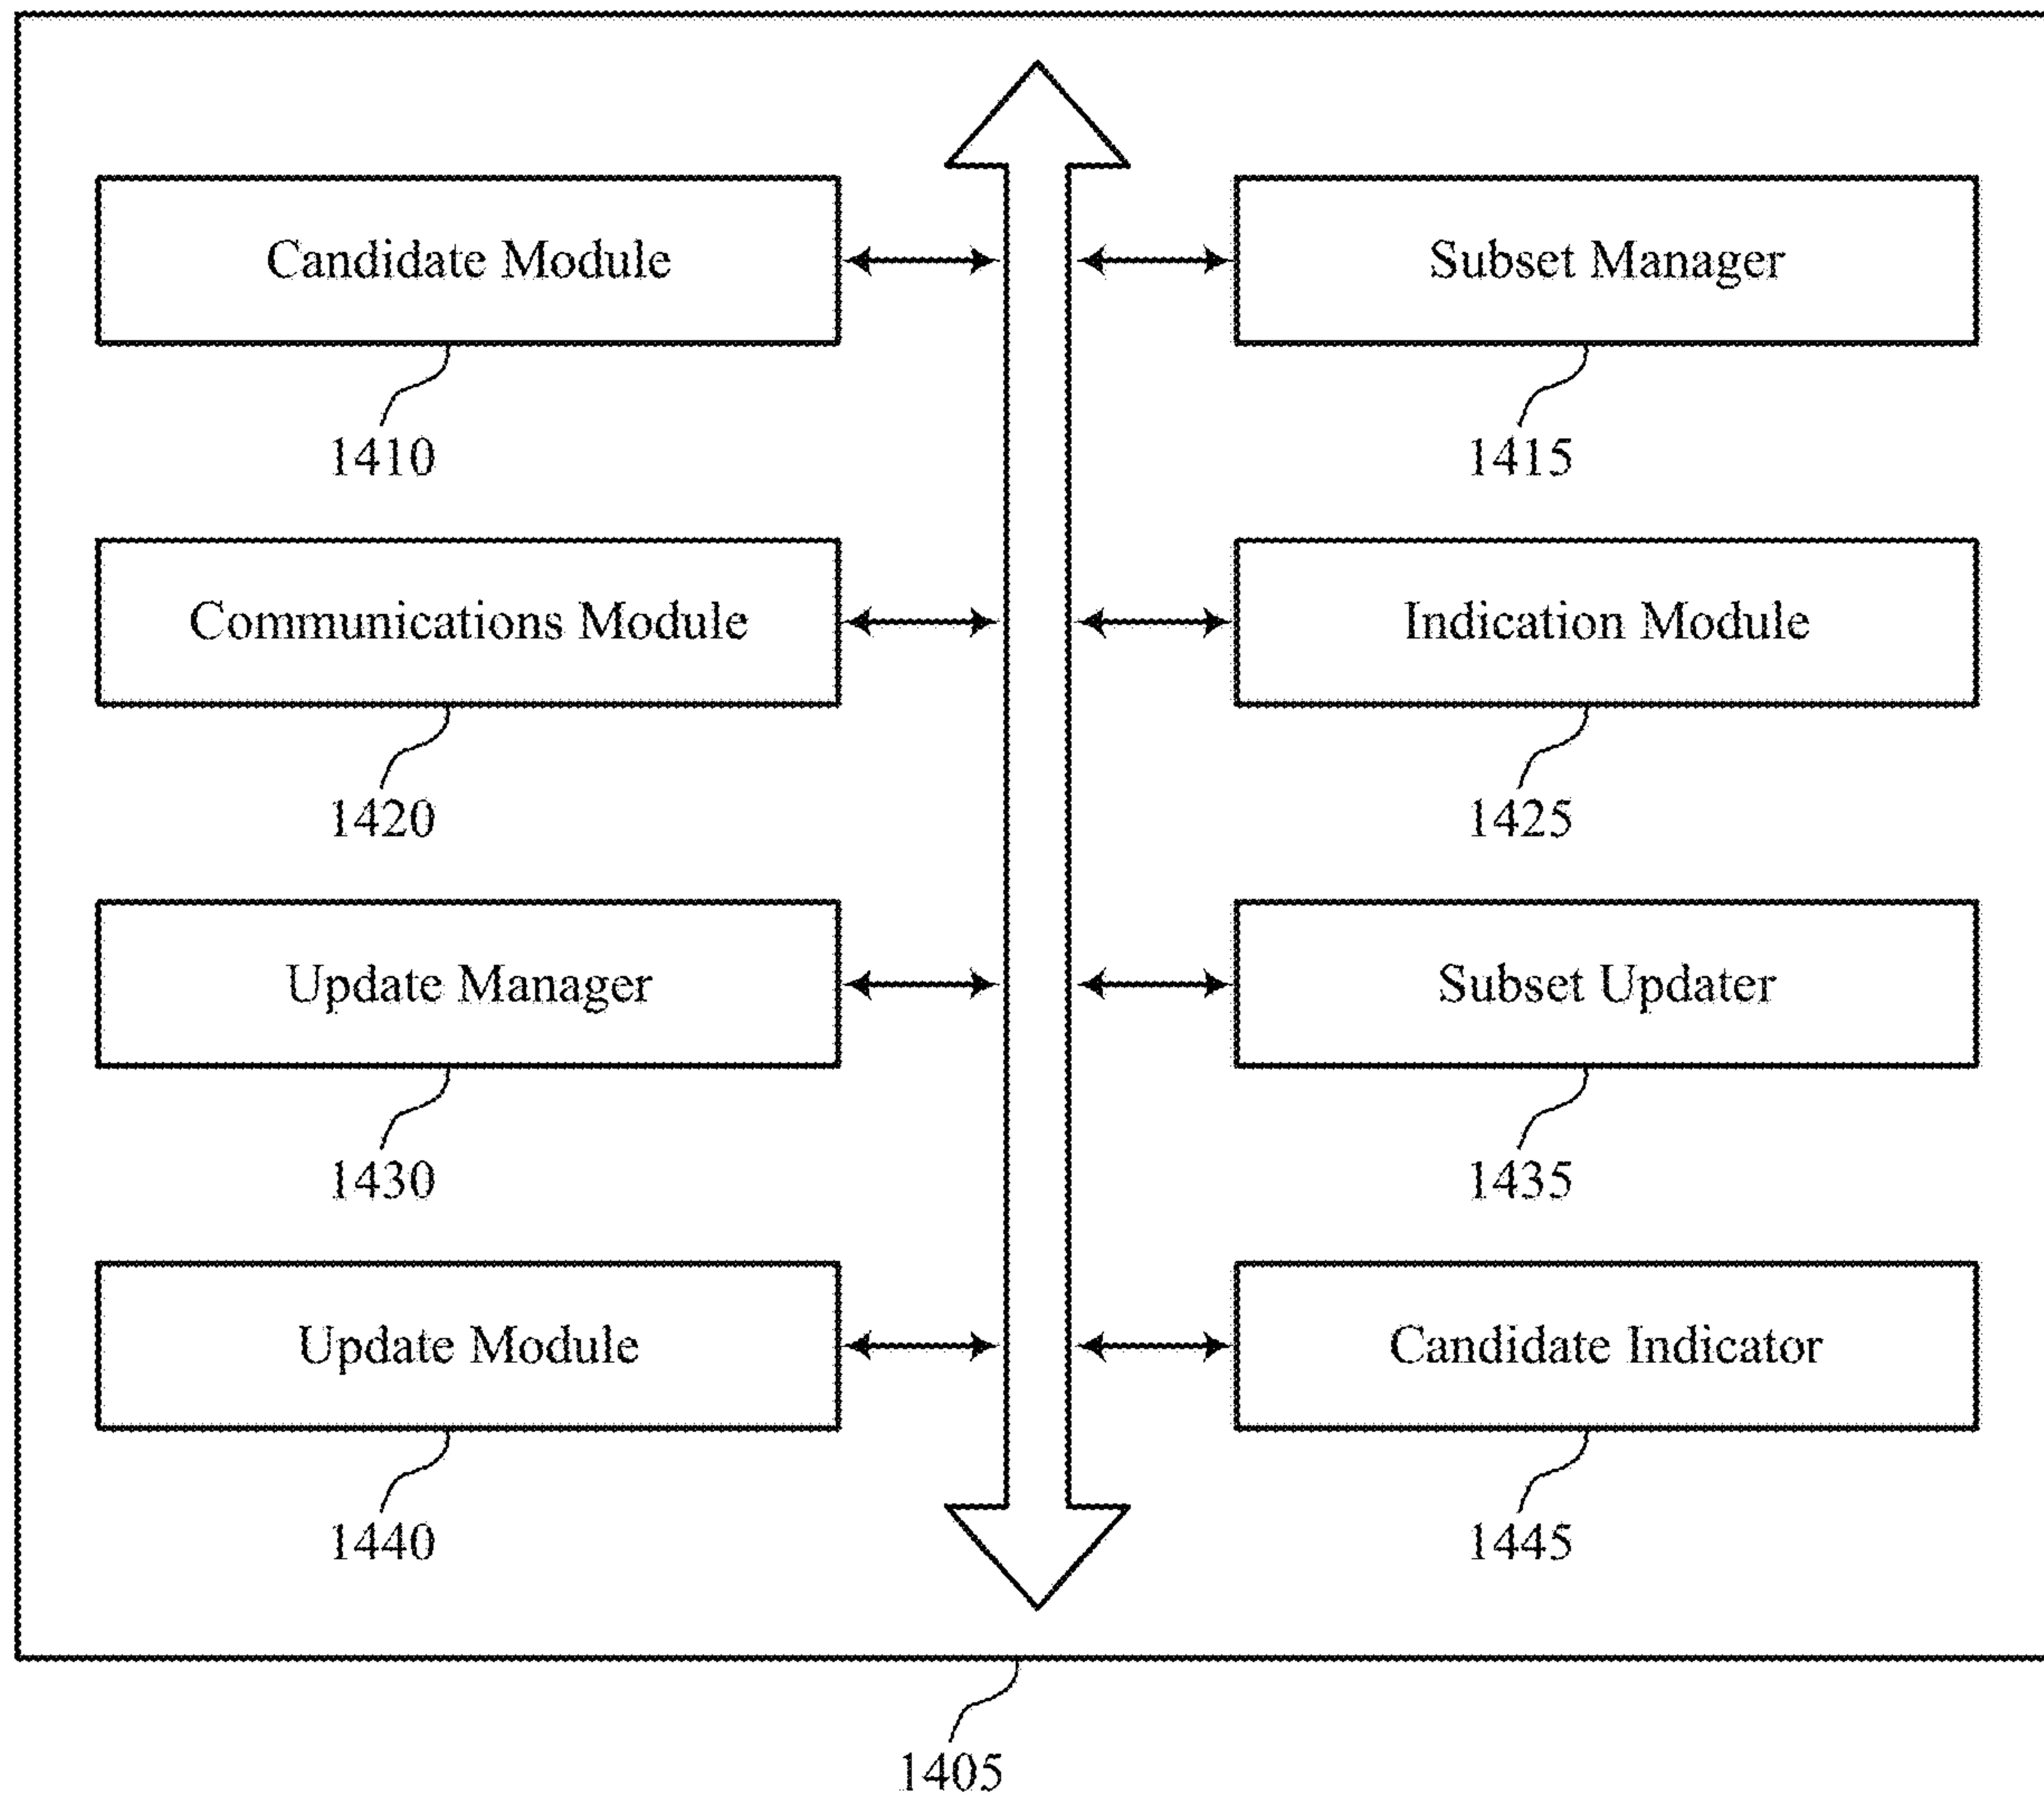 Candidate Module
Subset Manager
1410
1415
Communications Module
Indication Module
1420
1425
Update Manager
Subset Updater
1430
1435
Update Module
Candidate Indicator
1440
1445
1405